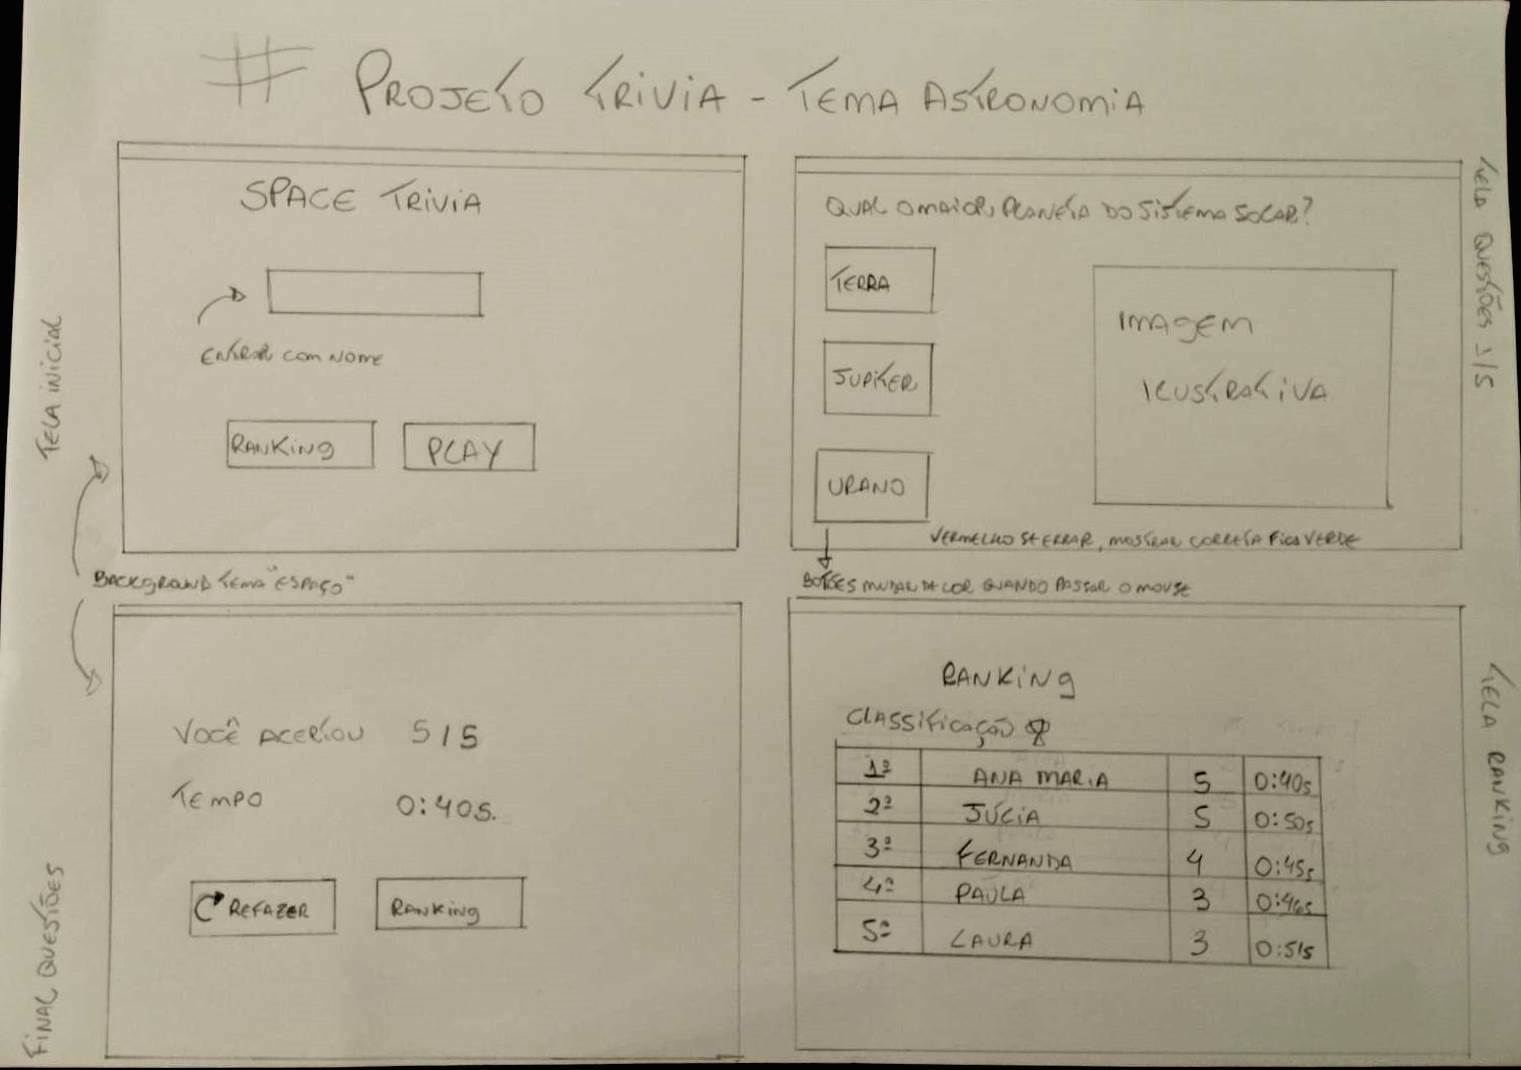 # PROJETO TRIVIA - TEMA ASTRONOMIA
TELA INICIAL
SPACE TRIVIA
ENTRAR COM NOME
RANKING
PLAY
TELA QUESTÕES 1/5
QUAL O MAIOR PLANETA DO SISTEMA SOLAR?
TERRA
JUPITER
URANO
IMAGEM
ILUSTRATIVA
VERMELHO SE ERRAR, MOSTRAR CORRETA FICA VERDE
BOTÕES MUDAR DE COR QUANDO PASSAR O MOUSE
BACKGROUND TEMA "ESPAÇO"
FINAL QUESTÕES
VOCÊ ACERTOU 5/5
TEMPO 0:40s.
REFAZER
RANKING
TELA RANKING
RANKING
CLASSIFICAÇÃO
1º ANA MARIA 5 0:40s
2º JÚLIA 5 0:50s
3º FERNANDA 4 0:45s
4º PAULA 3 0:46s
5º LAURA 3 0:51s